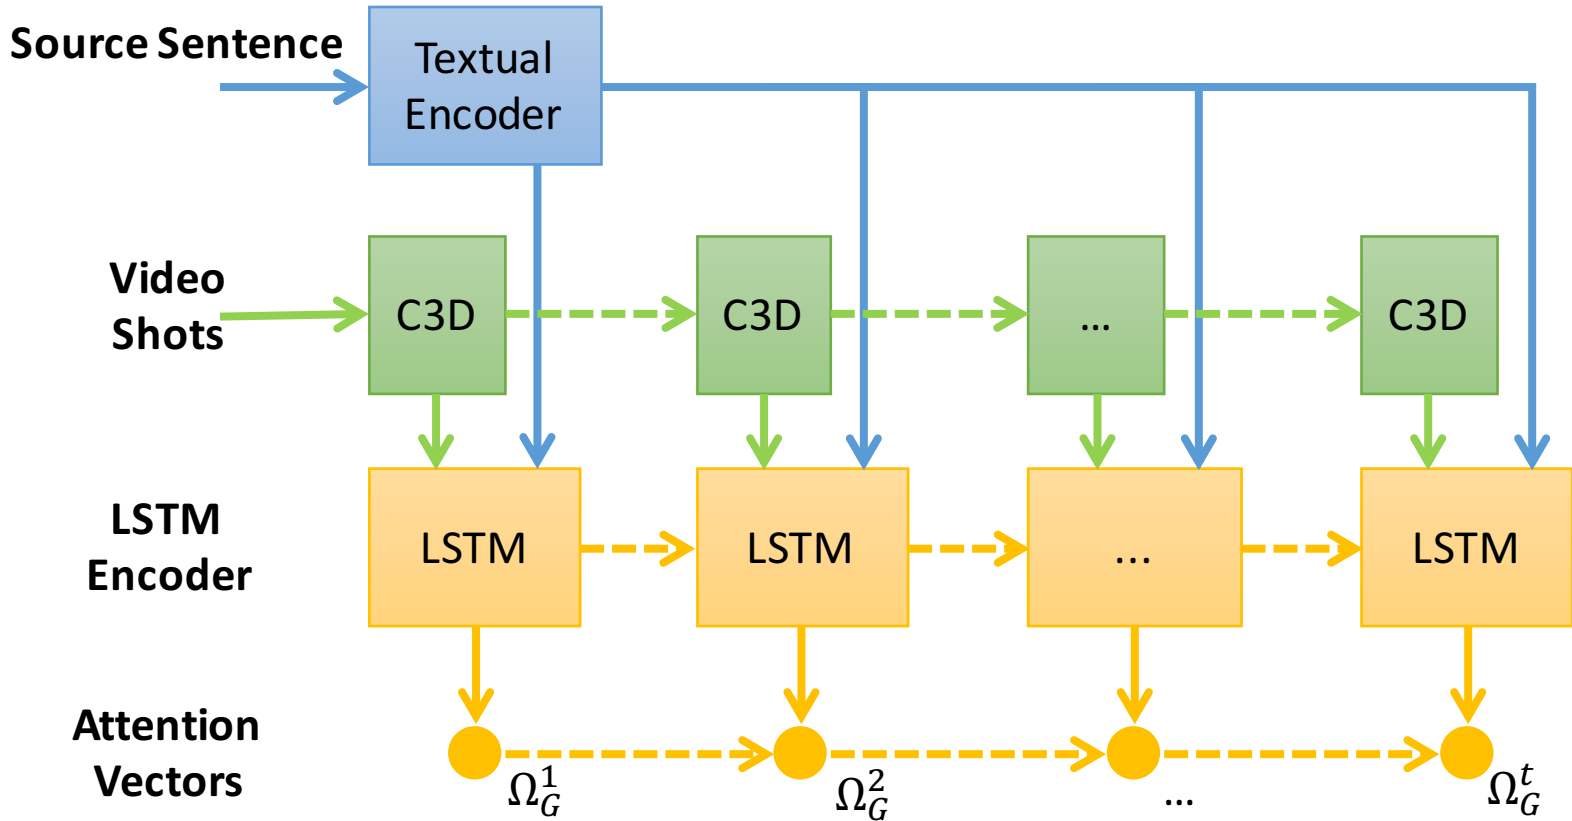 Source Sentence
Textual
Encoder
Video
Shots
C3D
C3D
...
C3D
LSTM
Encoder
LSTM
LSTM
...
LSTM
Attention
Vectors
Ω_G^1
Ω_G^2
...
Ω_G^t